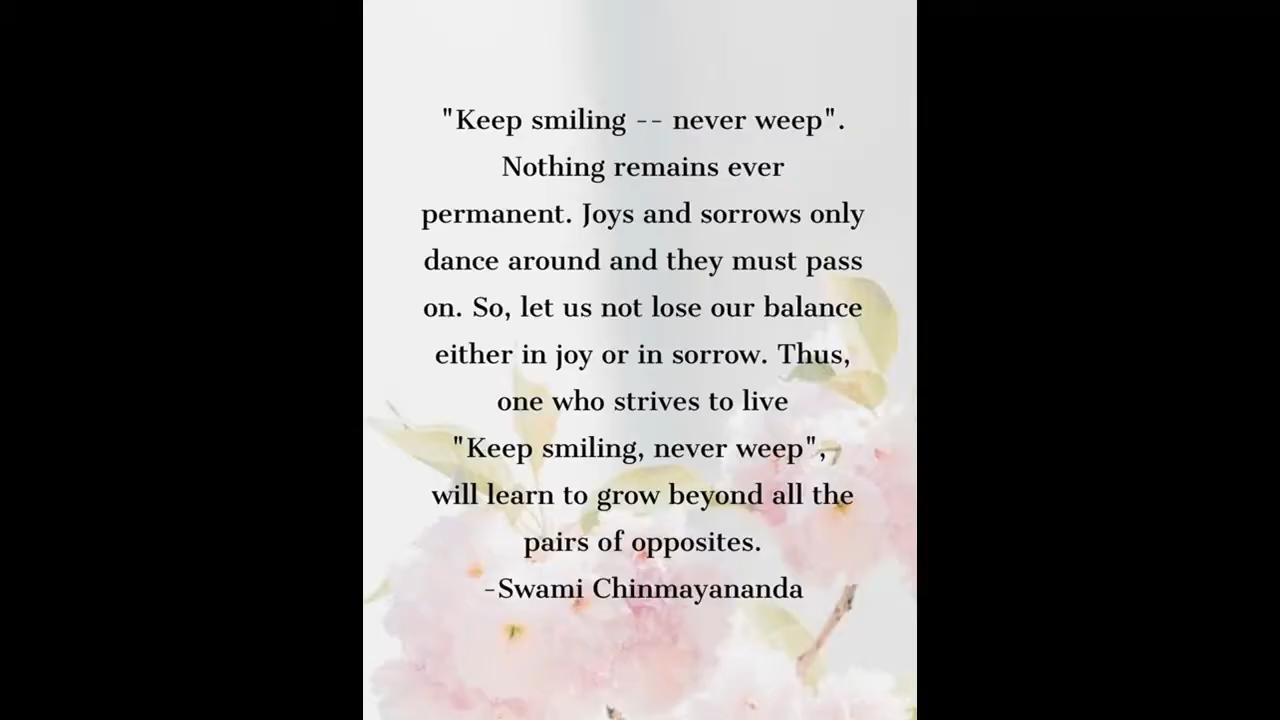 "Keep smiling -- never weep".
Nothing remains ever
permanent. Joys and sorrows only
dance around and they must pass
on. So, let us not lose our balance
either in joy or in sorrow. Thus,
one who strives to live
"Keep smiling, never weep",
will learn to grow beyond all the
pairs of opposites.
-Swami Chinmayananda